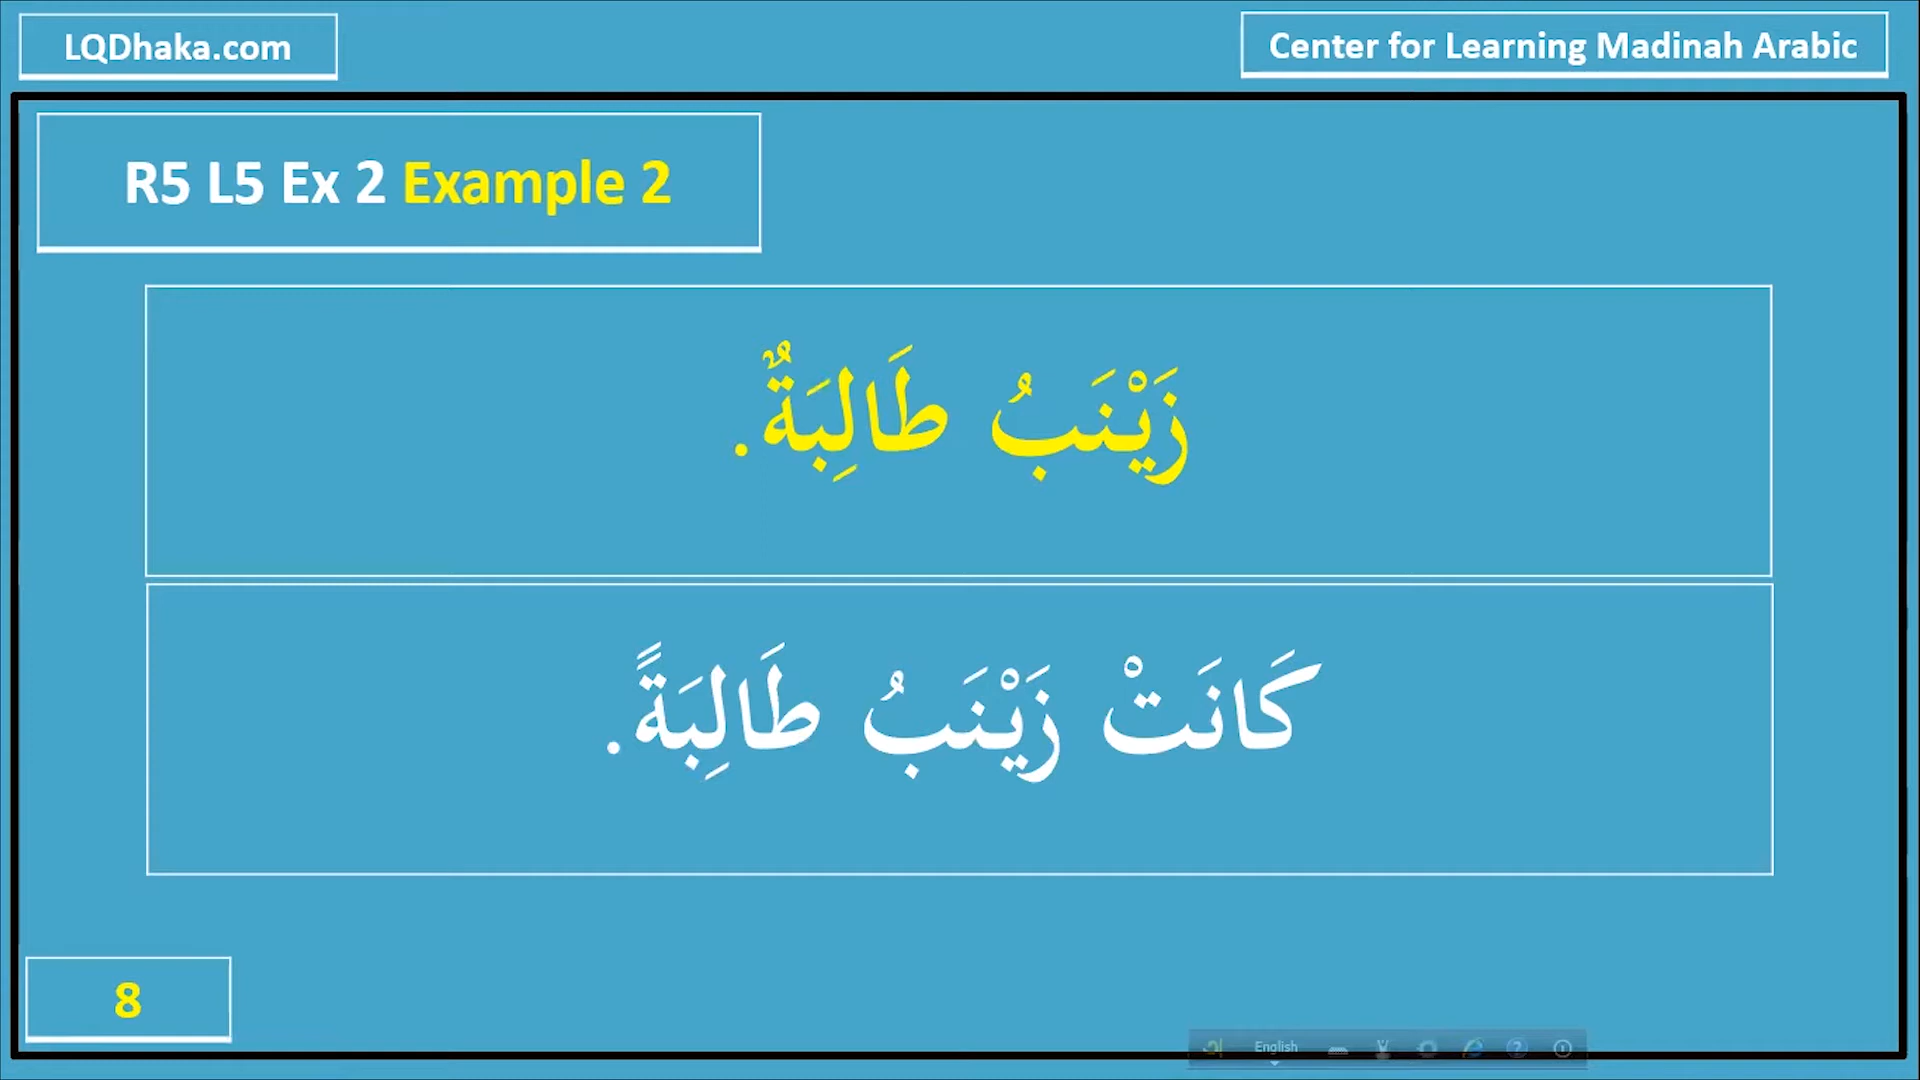 LQDhaka.com
Center for Learning Madinah Arabic
R5 L5 Ex 2 Example 2
زَيْنَبُ طَالِبَةٌ.
كَانَتْ زَيْنَبُ طَالِبَةً.
8
English